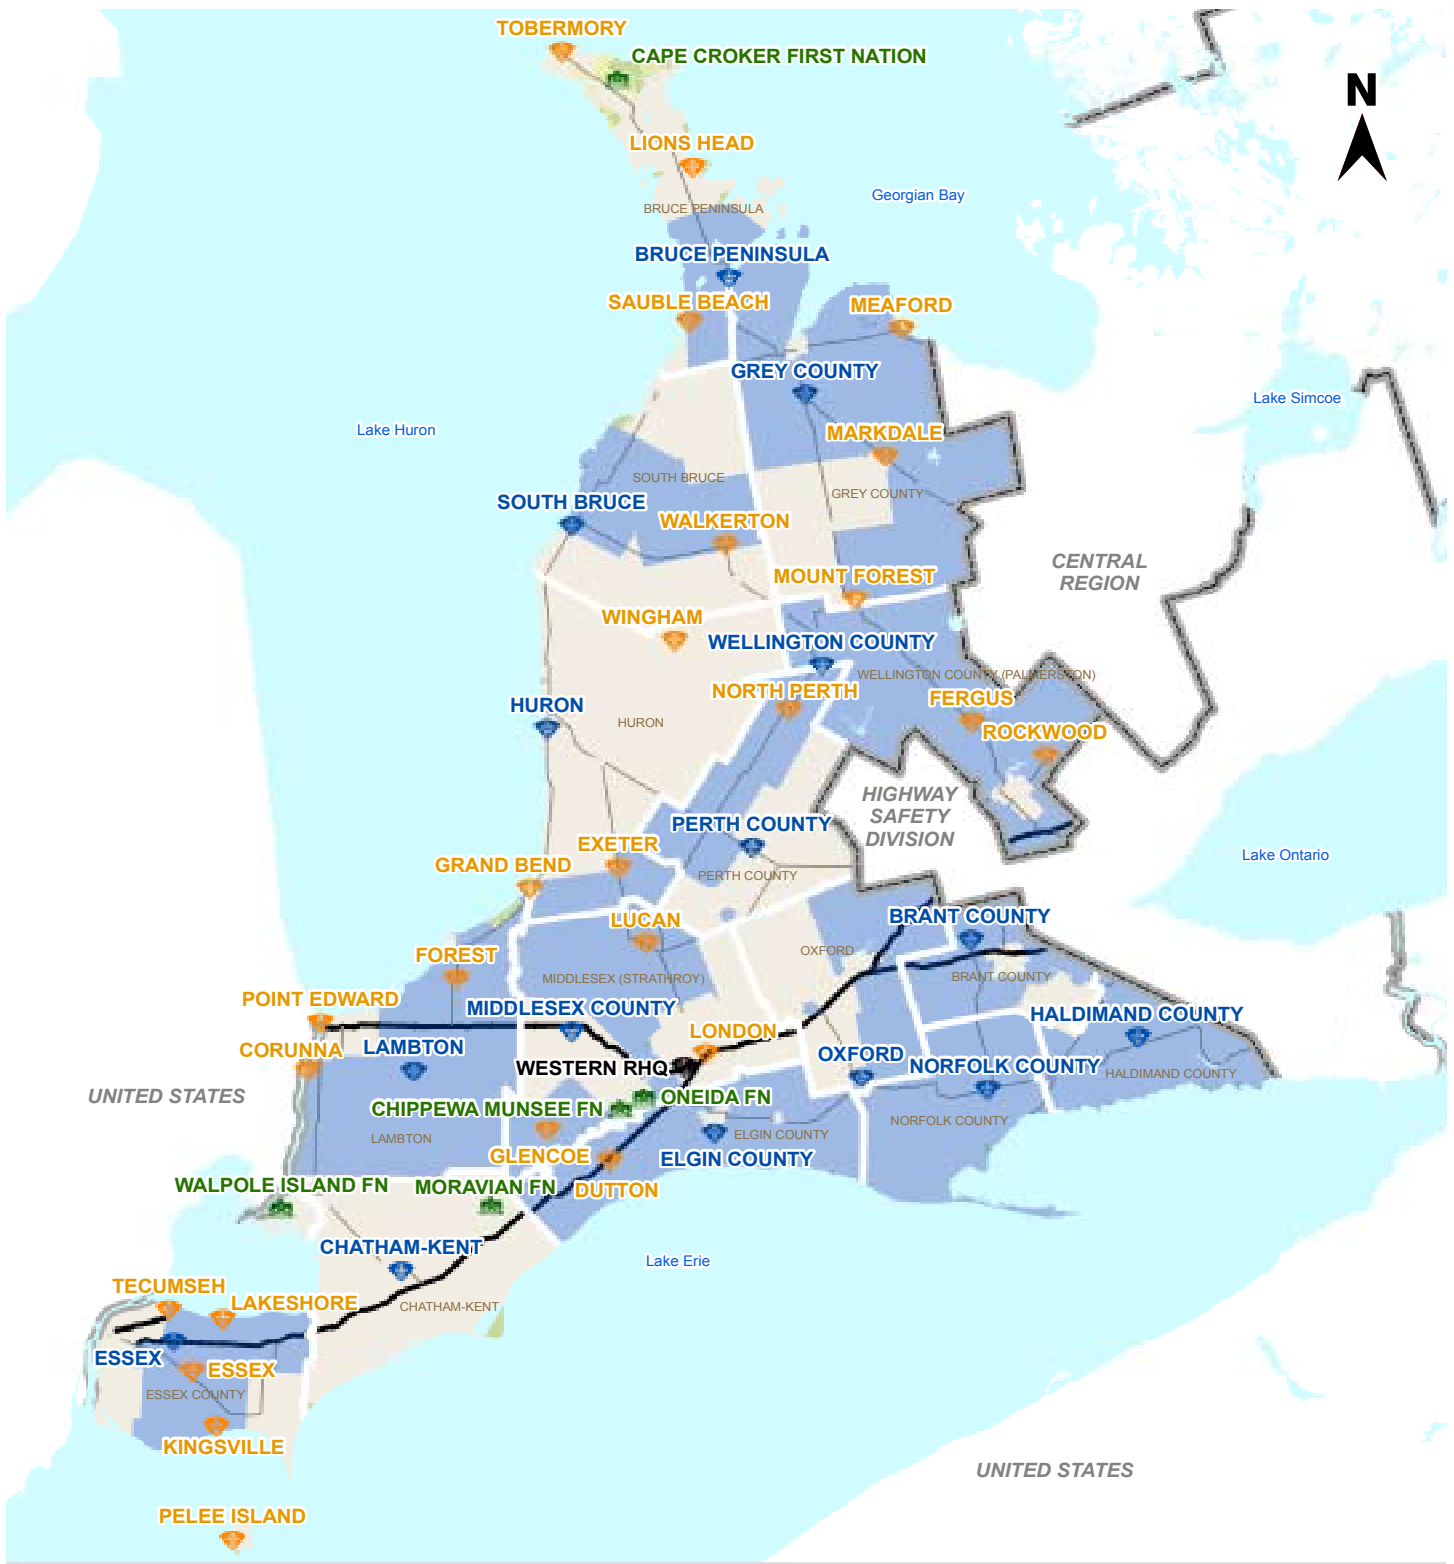 TOBERMORY
CAPE CROKER FIRST NATION
N
LIONS HEAD
Georgian Bay
BRUCE PENINSULA
BRUCE PENINSULA
SAUBLE BEACH
MEAFORD
GREY COUNTY
Lake Simcoe
Lake Huron
MARKDALE
SOUTH BRUCE
GREY COUNTY
SOUTH BRUCE
WALKERTON
CENTRAL
REGION
MOUNT FOREST
WINGHAM
WELLINGTON COUNTY
WELLINGTON COUNTY (PALMERSTON)
NORTH PERTH
FERGUS
HURON
HURON
ROCKWOOD
HIGHWAY
SAFETY
DIVISION
PERTH COUNTY
EXETER
Lake Ontario
GRAND BEND
PERTH COUNTY
LUCAN
BRANT COUNTY
FOREST
OXFORD
MIDDLESEX (STRATHROY)
BRANT COUNTY
POINT EDWARD
MIDDLESEX COUNTY
HALDIMAND COUNTY
LONDON
CORUNNA
LAMBTON
OXFORD
WESTERN RHQ
NORFOLK COUNTY
HALDIMAND COUNTY
UNITED STATES
ONEIDA FN
CHIPPEWA MUNSEE FN
NORFOLK COUNTY
LAMBTON
ELGIN COUNTY
GLENCOE
ELGIN COUNTY
WALPOLE ISLAND FN
MORAVIAN FN
DUTTON
CHATHAM-KENT
Lake Erie
TECUMSEH
LAKESHORE
CHATHAM-KENT
ESSEX
ESSEX
ESSEX COUNTY
KINGSVILLE
UNITED STATES
PELEE ISLAND